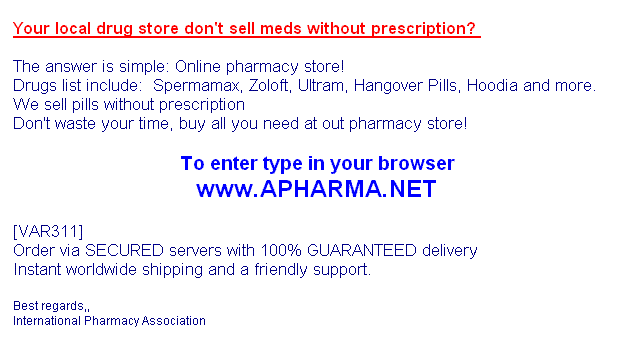 Your local drug store don't sell meds without prescription?
The answer is simple: Online pharmacy store!
Drugs list include: Spermamax, Zoloft, Ultram, Hangover Pills, Hoodia and more.
We sell pills without prescription
Don't waste your time, buy all you need at out pharmacy store!
To enter type in your browser
www.APHARMA.NET
[VAR311]
Order via SECURED servers with 100% GUARANTEED delivery
Instant worldwide shipping and a friendly support.
Best regards,,
International Pharmacy Association